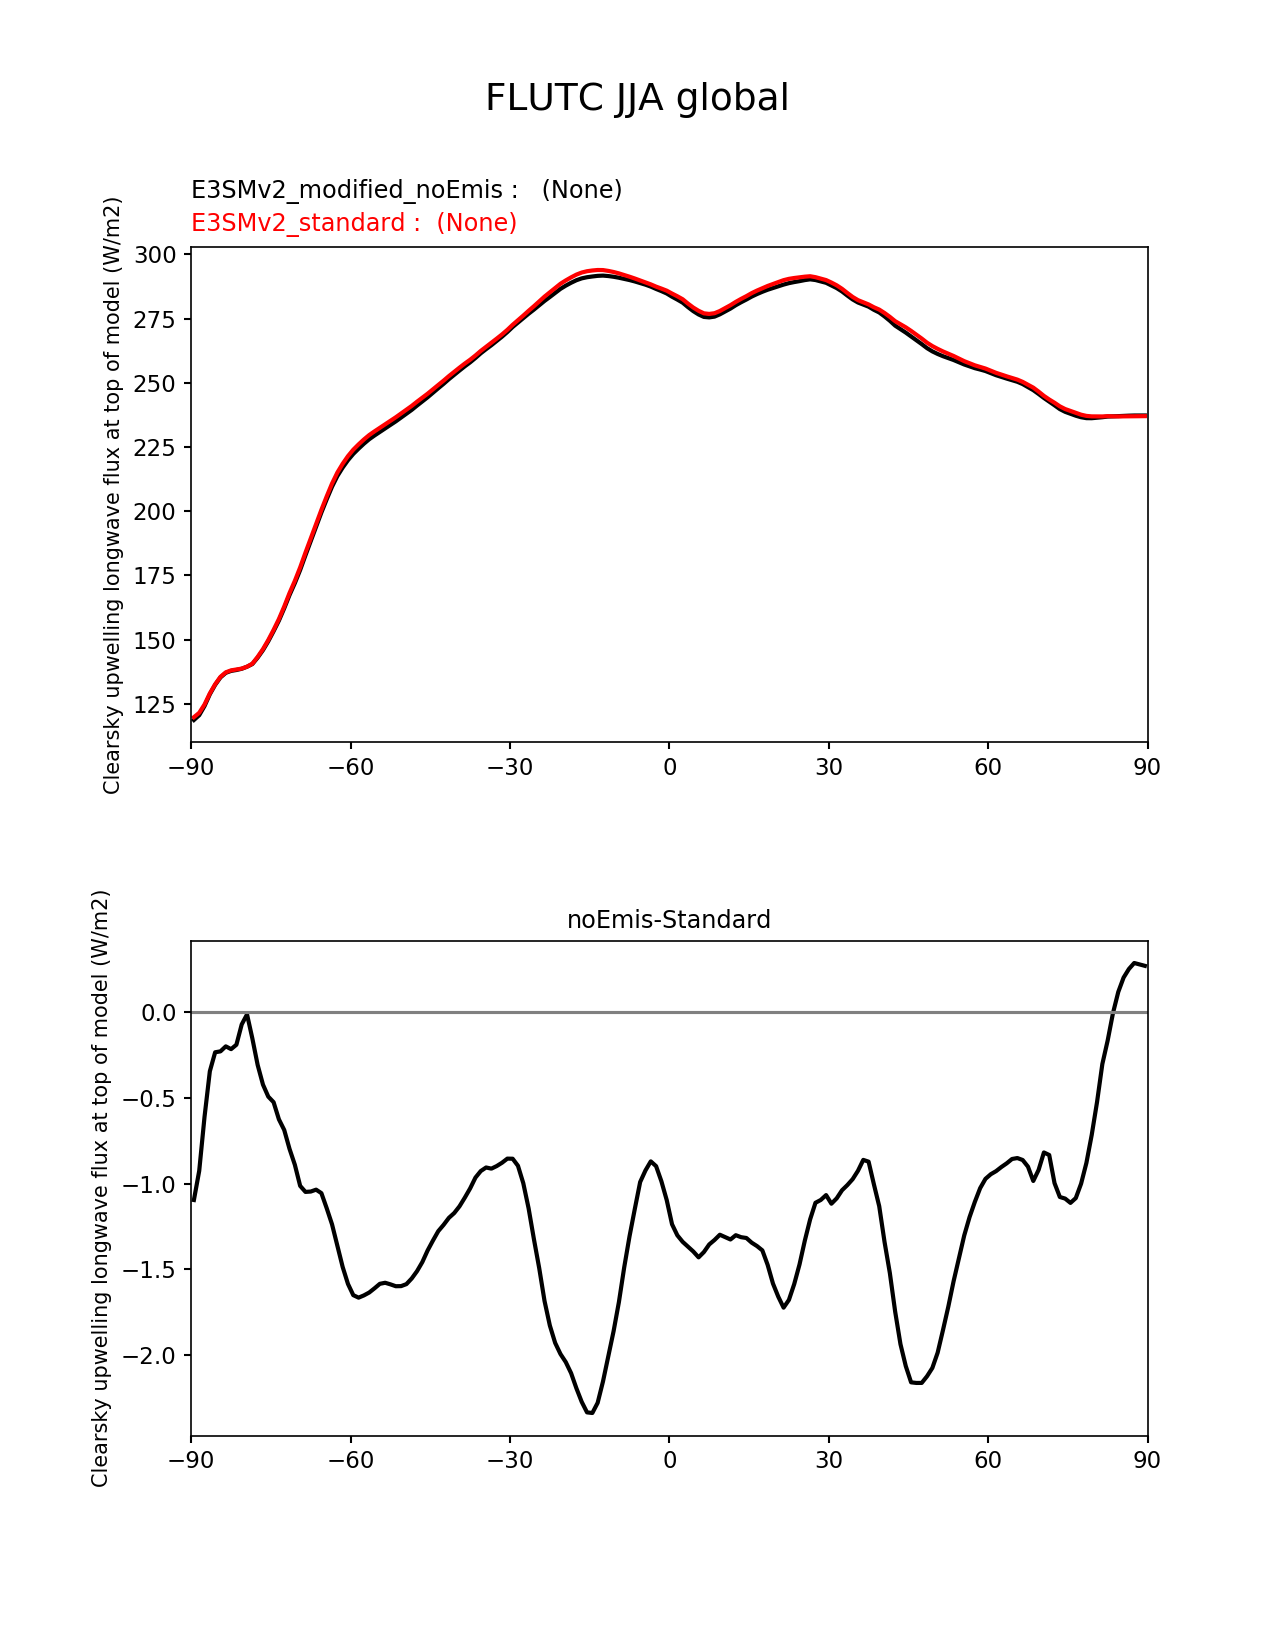 FLUTC JJA global
E3SMv2_modified_noEmis :   (None)
E3SMv2_standard :  (None)
Clearsky upwelling longwave flux at top of model (W/m2)
300
275
250
225
200
175
150
125
−90 −60 −30 0 30 60 90
noEmis-Standard
Clearsky upwelling longwave flux at top of model (W/m2)
0.0
−0.5
−1.0
−1.5
−2.0
−90 −60 −30 0 30 60 90